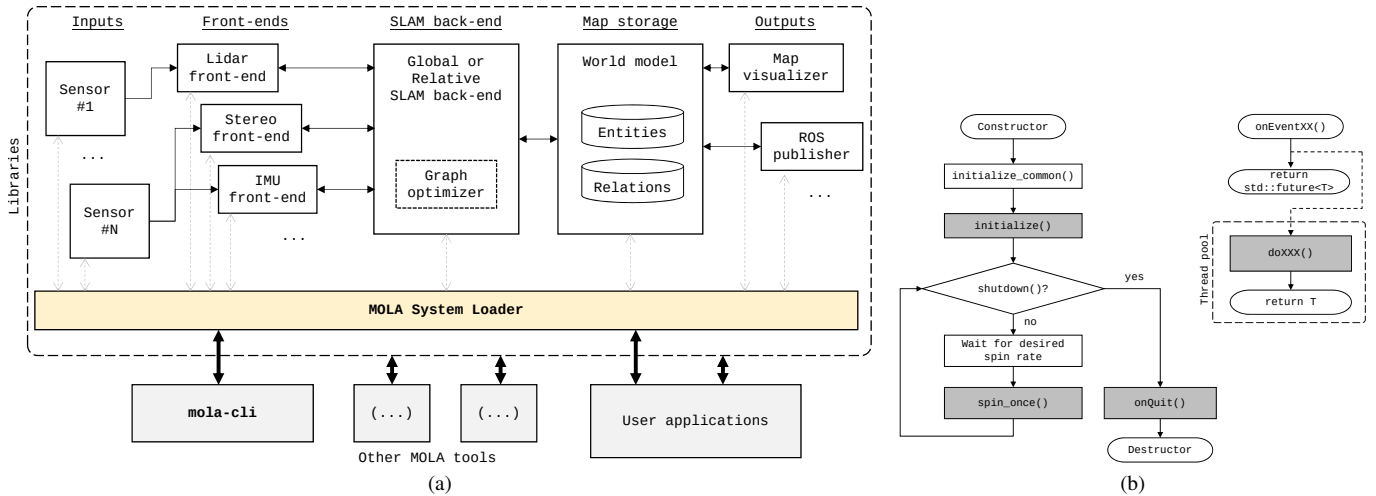 Inputs
Front-ends
SLAM back-end
Map storage
Outputs
Libraries
Sensor
#1
...
Sensor
#N
Lidar
front-end
Stereo
front-end
IMU
front-end
...
Global or
Relative
SLAM back-end
Graph
optimizer
World model
Entities
Relations
Map
visualizer
ROS
publisher
...
MOLA System Loader
mola-cli
(...)
(...)
Other MOLA tools
User applications
(a)
Constructor
initialize_common()
initialize()
shutdown()?
yes
no
Wait for desired
spin rate
spin_once()
onQuit()
Destructor
onEventXX()
return
std::future<T>
Thread pool
doXXX()
return T
(b)